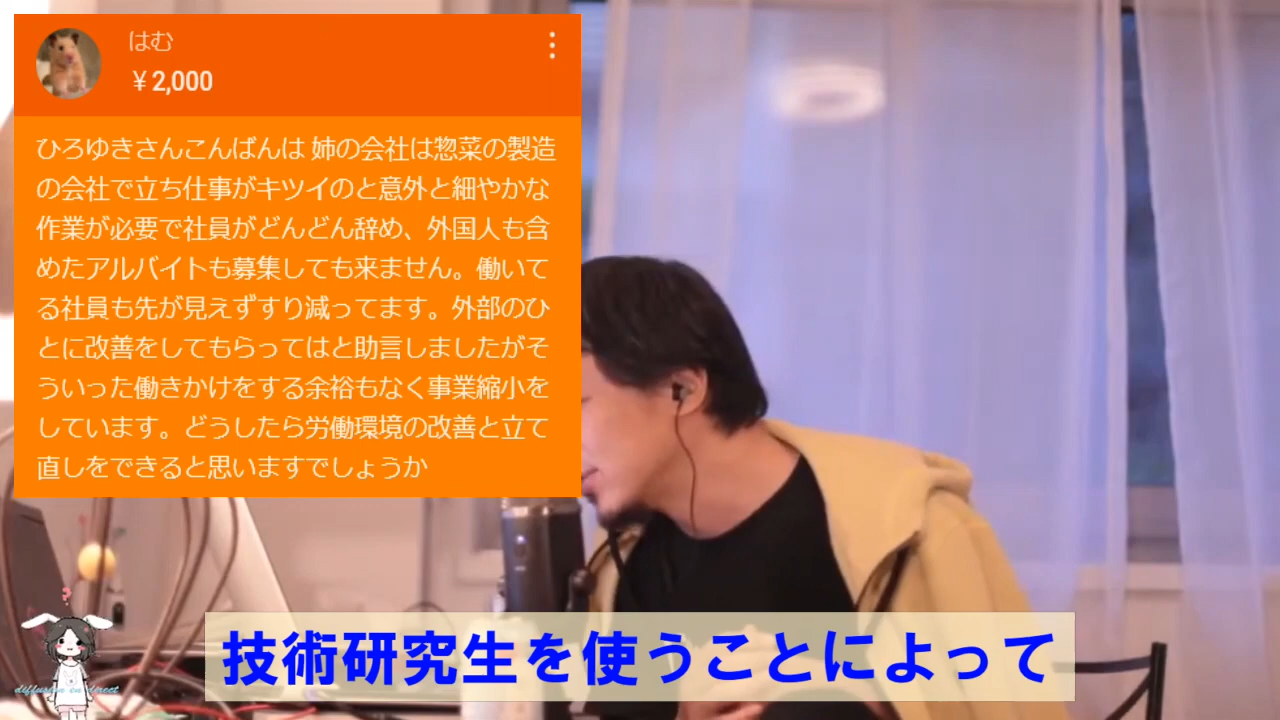 はむ
￥2,000
ひろゆきさんこんばんは 姉の会社は惣菜の製造
の会社で立ち仕事がキツイのと意外と細やかな
作業が必要で社員がどんどん辞め、外国人も含
めたアルバイトも募集しても来ません。働いて
る社員も先が見えずすり減ってます。外部のひ
とに改善をしてもらってはと助言しましたがそ
ういった働きかけをする余裕もなく事業縮小を
しています。どうしたら労働環境の改善と立て
直しをできると思いますでしょうか
diffusion en direct
技術研究生を使うことによって